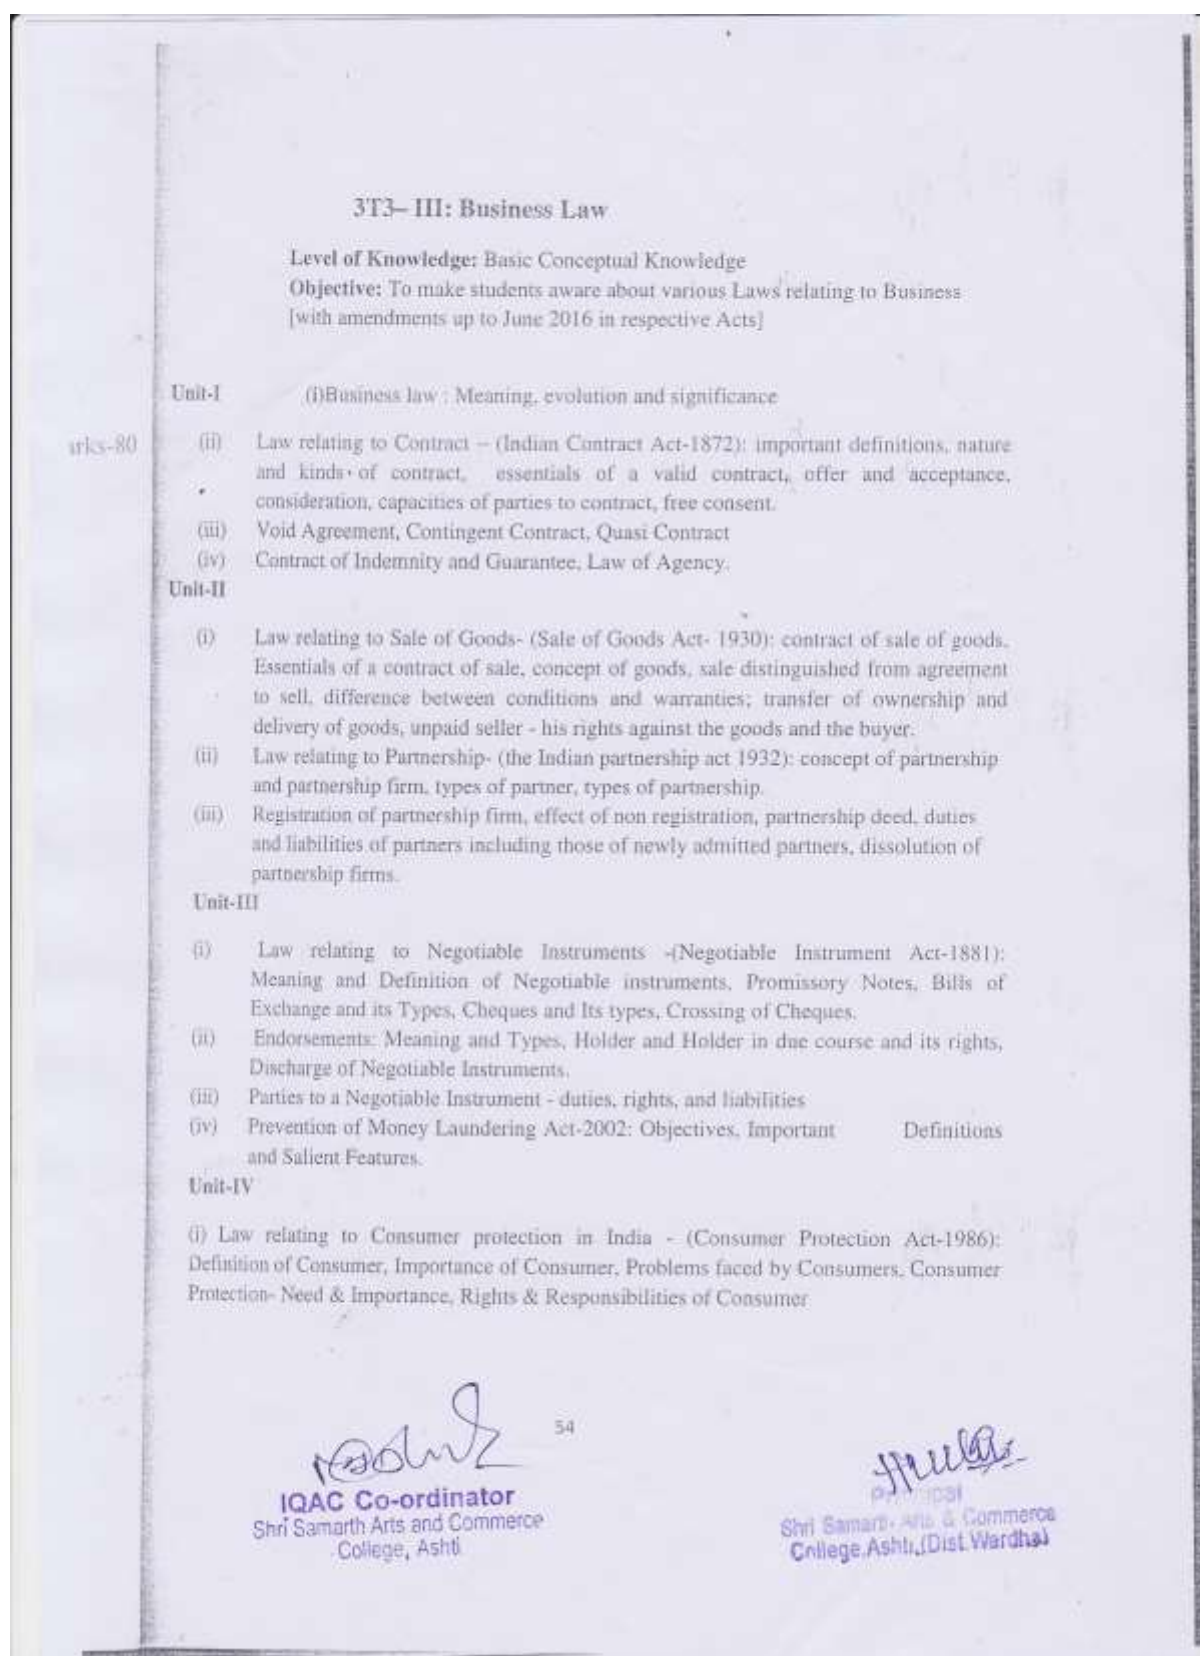 3T3– III: Business Law
Level of Knowledge: Basic Conceptual Knowledge
Objective: To make students aware about various Laws relating to Business
[with amendments up to June 2016 in respective Acts]
Unit-I (i)Business law : Meaning, evolution and significance
arks-80 (ii) Law relating to Contract – (Indian Contract Act-1872): important definitions, nature
and kinds of contract, essentials of a valid contract, offer and acceptance,
consideration, capacities of parties to contract, free consent.
(iii) Void Agreement, Contingent Contract, Quasi Contract
(iv) Contract of Indemnity and Guarantee, Law of Agency.
Unit-II
(i) Law relating to Sale of Goods- (Sale of Goods Act- 1930): contract of sale of goods.
Essentials of a contract of sale, concept of goods, sale distinguished from agreement
to sell, difference between conditions and warranties; transfer of ownership and
delivery of goods, unpaid seller - his rights against the goods and the buyer.
(ii) Law relating to Partnership- (the Indian partnership act 1932): concept of partnership
and partnership firm, types of partner, types of partnership.
(iii) Registration of partnership firm, effect of non registration, partnership deed, duties
and liabilities of partners including those of newly admitted partners, dissolution of
partnership firms.
Unit-III
(i) Law relating to Negotiable Instruments -(Negotiable Instrument Act-1881):
Meaning and Definition of Negotiable instruments, Promissory Notes, Bills of
Exchange and its Types, Cheques and Its types, Crossing of Cheques.
(ii) Endorsements: Meaning and Types, Holder and Holder in due course and its rights,
Discharge of Negotiable Instruments.
(iii) Parties to a Negotiable Instrument - duties, rights, and liabilities
(iv) Prevention of Money Laundering Act-2002: Objectives, Important Definitions
and Salient Features.
Unit-IV
(i) Law relating to Consumer protection in India - (Consumer Protection Act-1986):
Definition of Consumer, Importance of Consumer, Problems faced by Consumers, Consumer
Protection- Need & Importance, Rights & Responsibilities of Consumer
54
IQAC Co-ordinator
Shri Samarth Arts and Commerce
College, Ashti
Principal
Shri Samarth Arts & Commerce
College,Ashti,(Dist.Wardha)